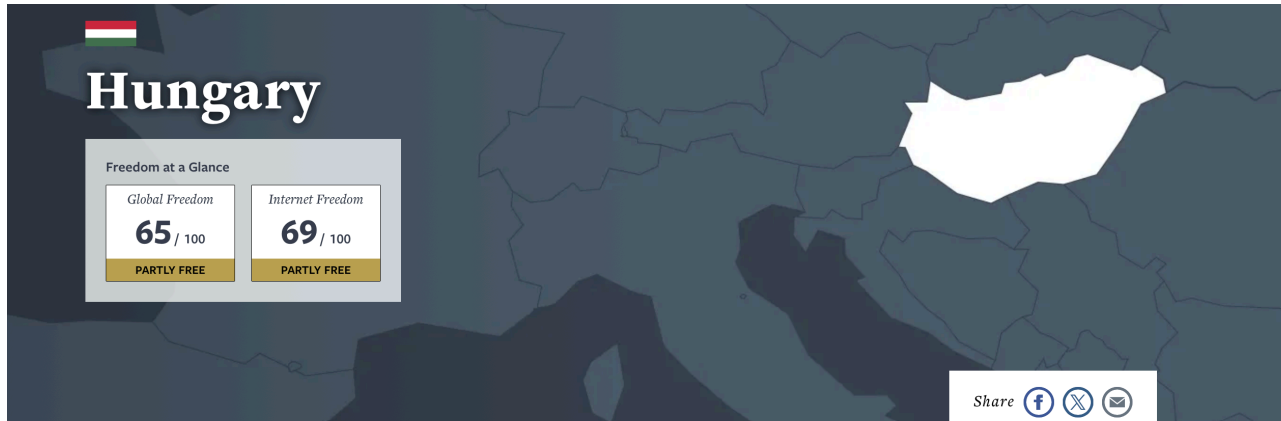 Hungary
Freedom at a Glance
Global Freedom
65 / 100
PARTLY FREE
Internet Freedom
69 / 100
PARTLY FREE
Share